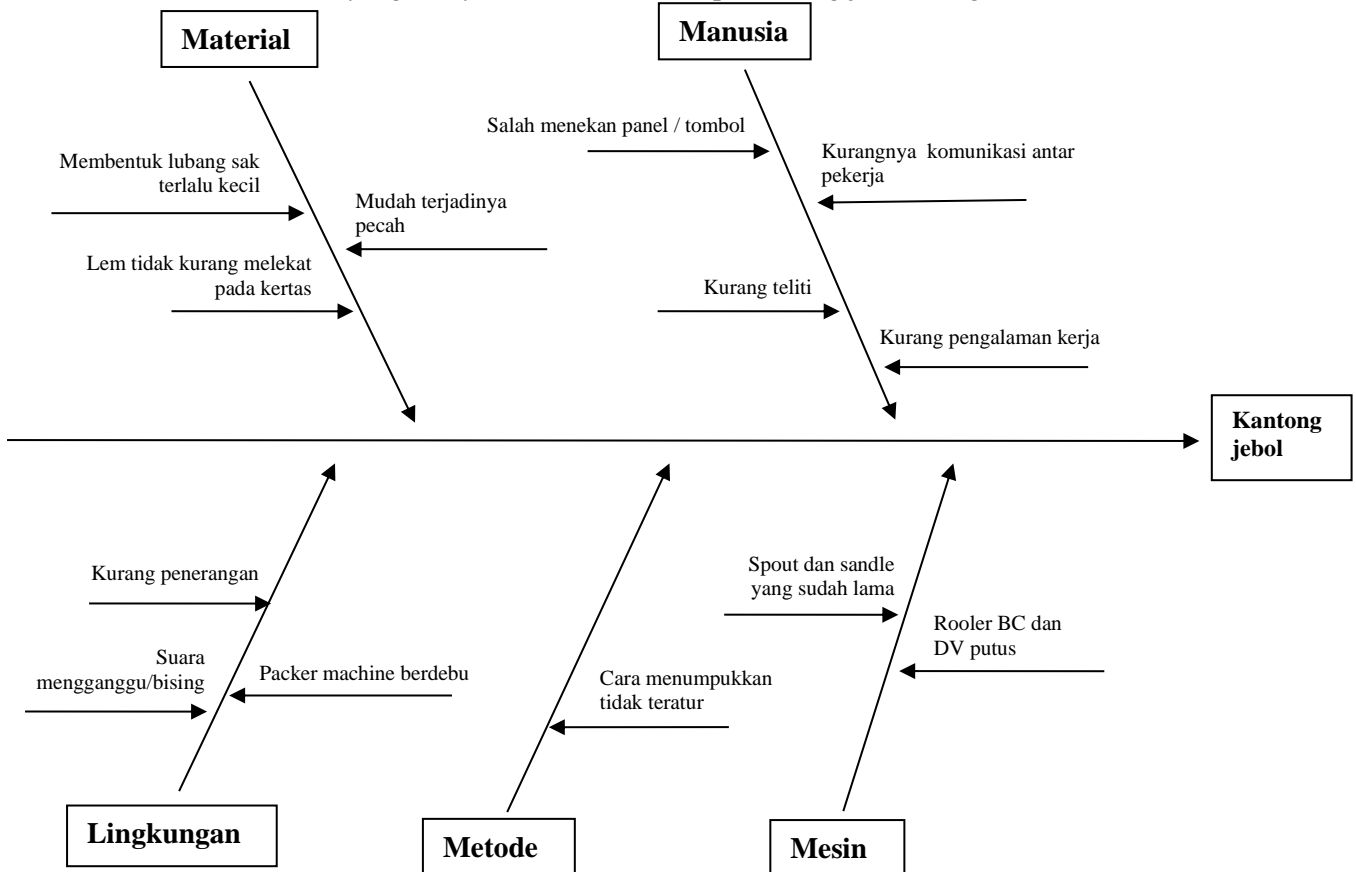 Material
Manusia
Salah menekan panel / tombol
Kurangnya  komunikasi antar
pekerja
Membentuk lubang sak
terlalu kecil
Mudah terjadinya
pecah
Lem tidak kurang melekat
pada kertas
Kurang teliti
Kurang pengalaman kerja
Kantong
jebol
Kurang penerangan
Spout dan sandle
yang sudah lama
Rooler BC dan
DV putus
Suara
mengganggu/bising
Packer machine berdebu
Cara menumpukkan
tidak teratur
Lingkungan
Metode
Mesin